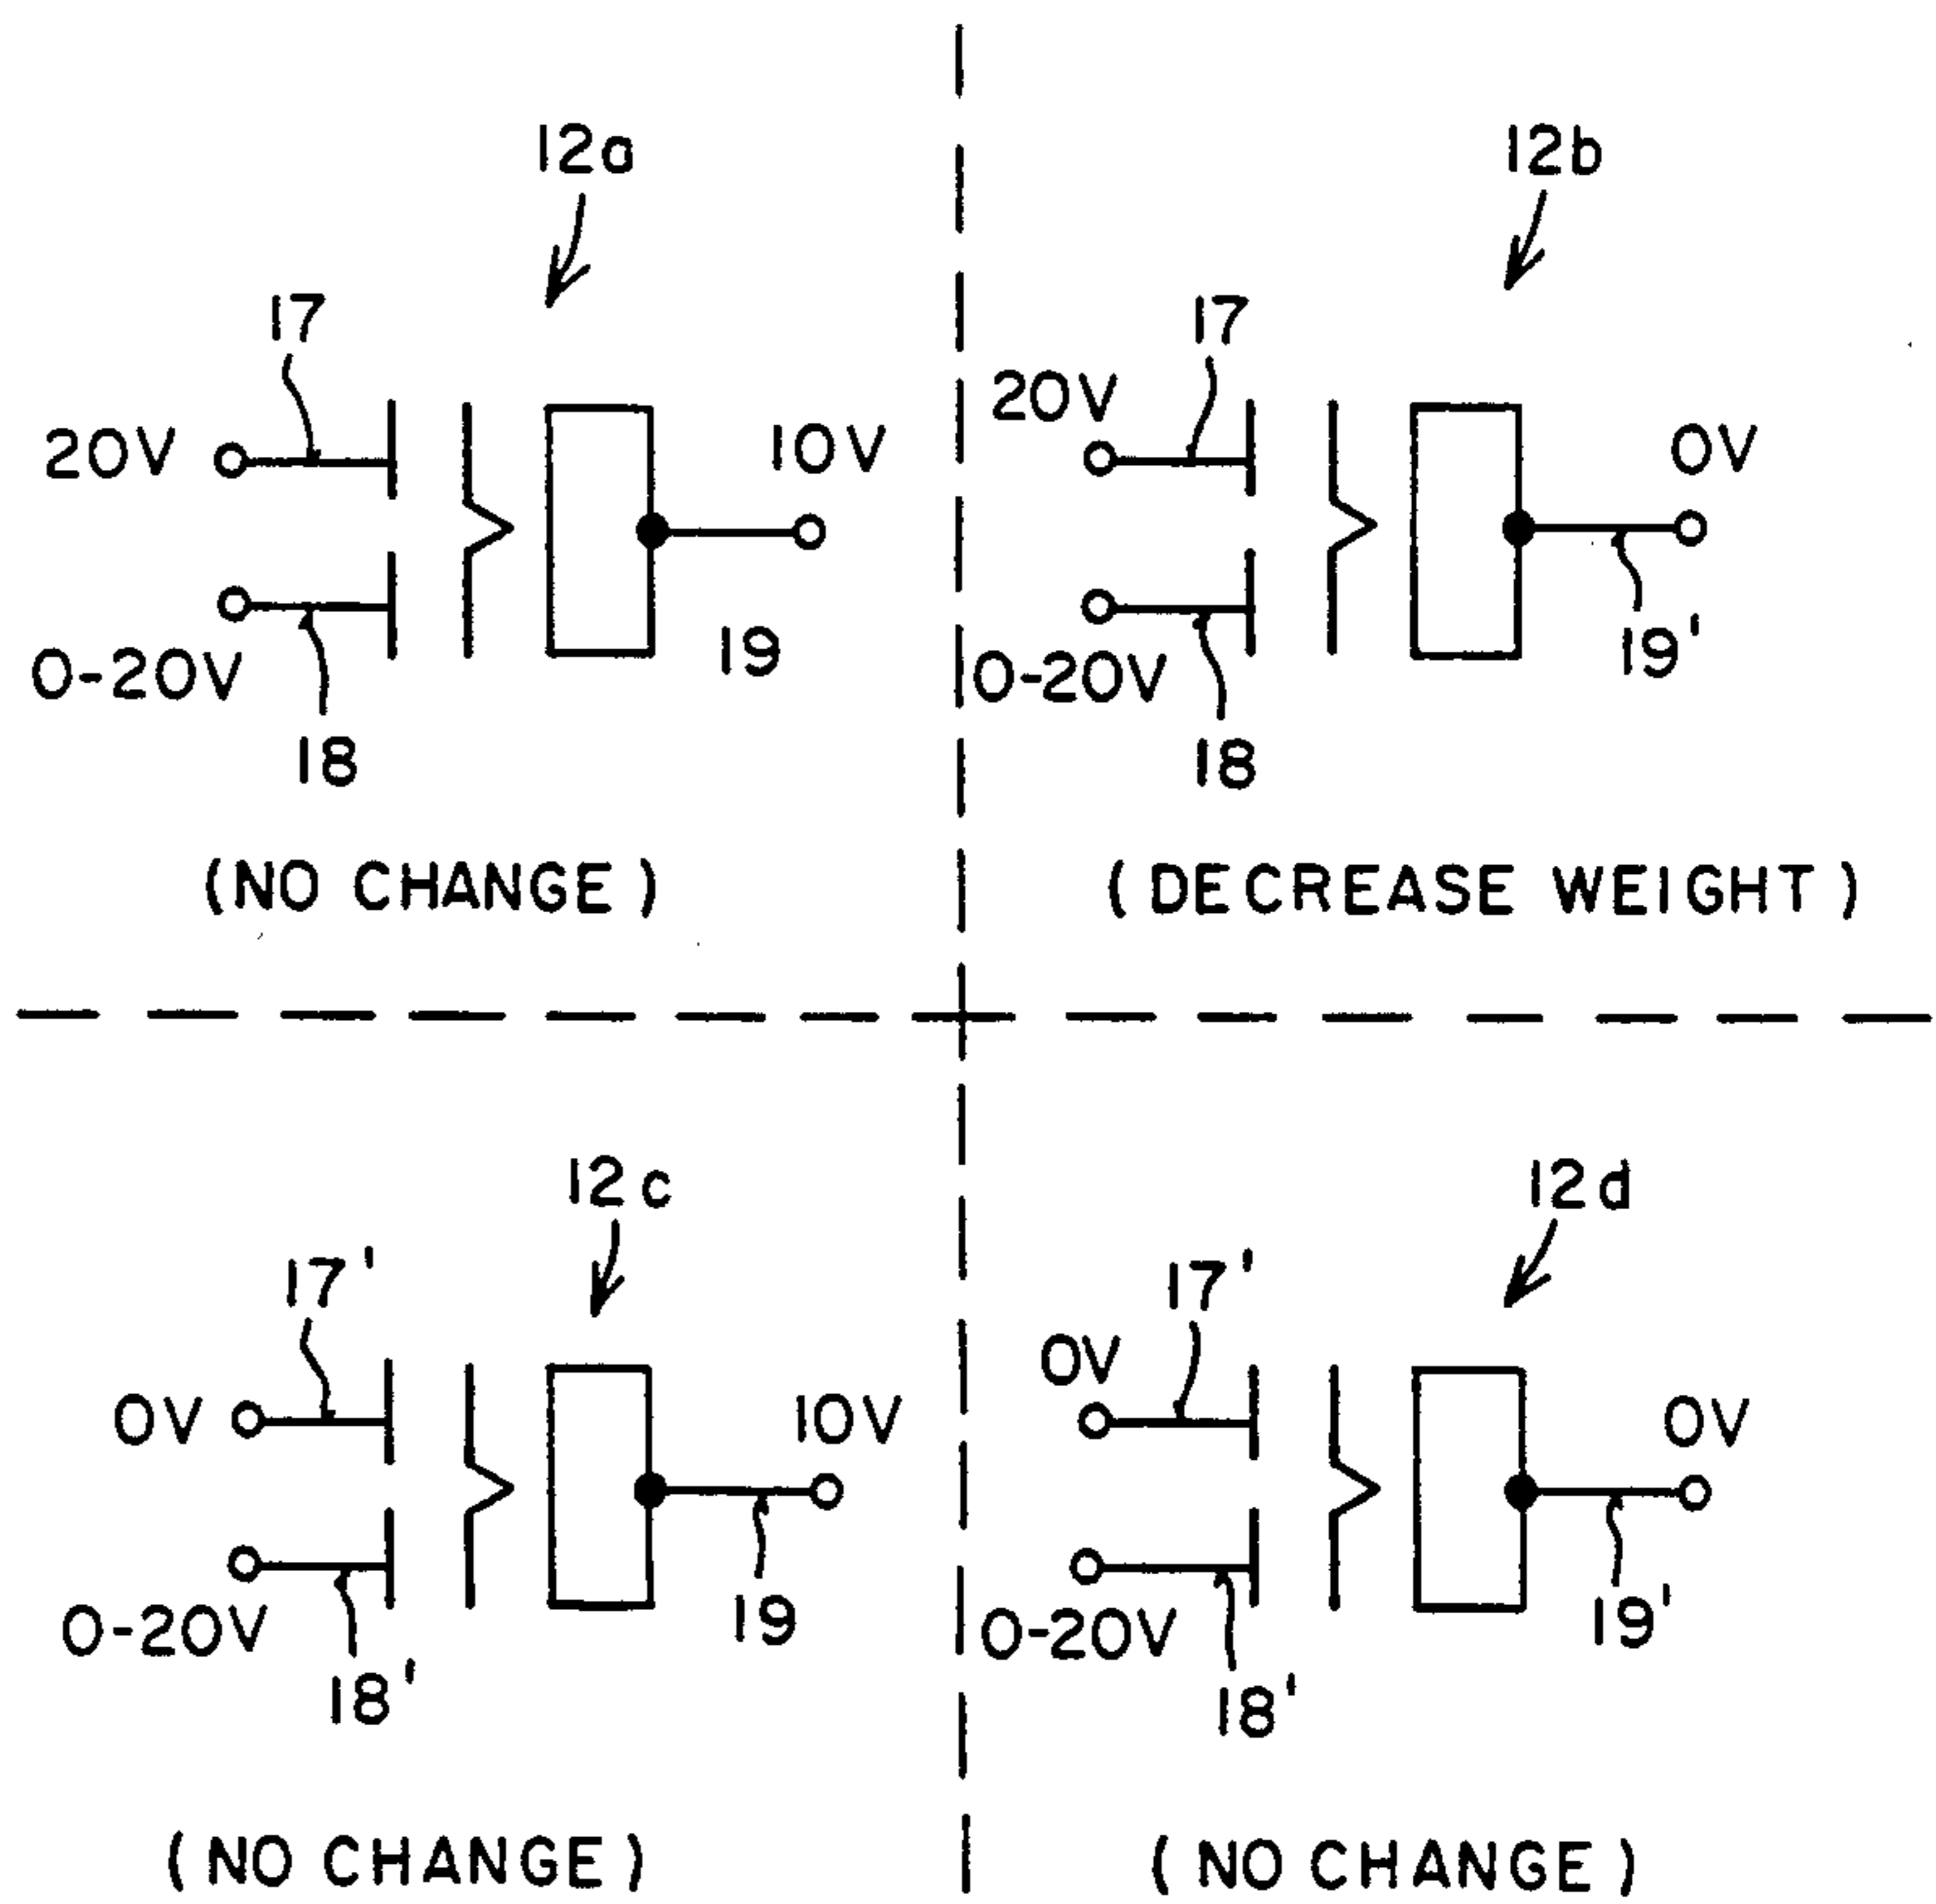 12a
17
20V
10V
0-20V
19
18
(NO CHANGE)
12b
17
20V
0V
0-20V
19'
18
(DECREASE WEIGHT)
12c
17'
0V
10V
0-20V
19
18'
(NO CHANGE)
12d
17'
0V
0V
0-20V
19'
18'
(NO CHANGE)